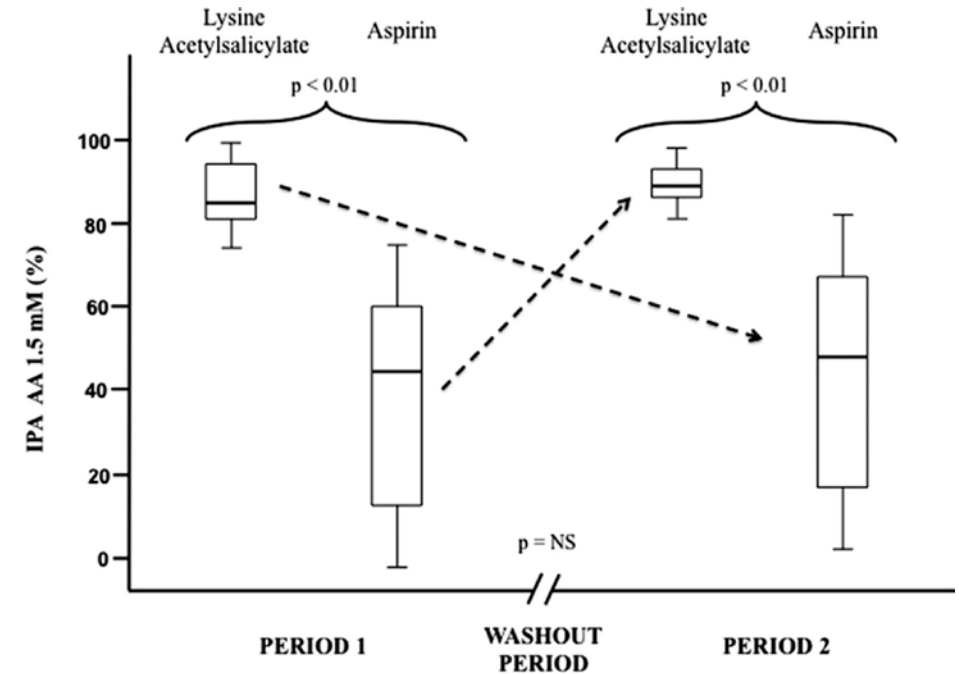 Lysine
Acetylsalicylate
Aspirin
Lysine
Acetylsalicylate
Aspirin
p < 0.01
p < 0.01
IPA AA 1.5 mM (%)
100
80
60
40
20
0
p = NS
PERIOD 1
WASHOUT
PERIOD
PERIOD 2